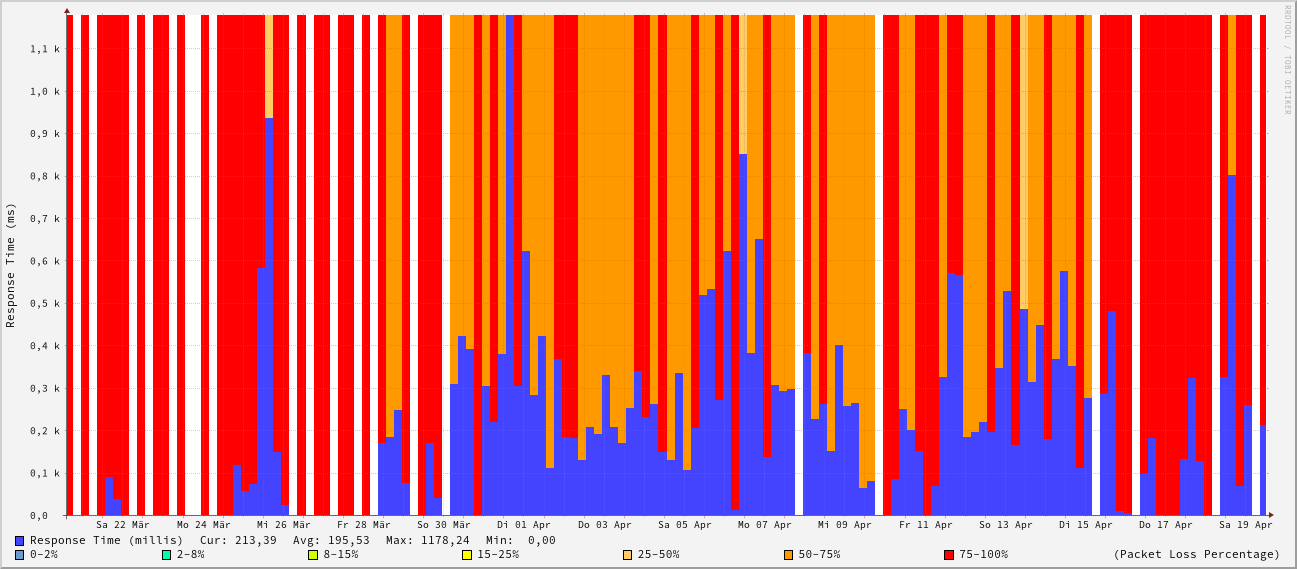 RRDTOOL / TOBI OETIKER
Response Time (ms)
1,1 k
1,0 k
0,9 k
0,8 k
0,7 k
0,6 k
0,5 k
0,4 k
0,3 k
0,2 k
0,1 k
0,0
Sa 22 Mär Mo 24 Mär Mi 26 Mär Fr 28 Mär So 30 Mär Di 01 Apr Do 03 Apr Sa 05 Apr Mo 07 Apr Mi 09 Apr Fr 11 Apr So 13 Apr Di 15 Apr Do 17 Apr Sa 19 Apr
Response Time (millis) Cur: 213,39 Avg: 195,53 Max: 1178,24 Min: 0,00
0-2% 2-8% 8-15% 15-25% 25-50% 50-75% 75-100% (Packet Loss Percentage)